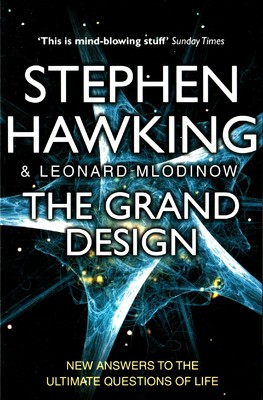 ‘This is mind-blowing stuff’ Sunday Times
STEPHEN
HAWKING
& LEONARD MLODINOW
THE GRAND
DESIGN
NEW ANSWERS TO THE
ULTIMATE QUESTIONS OF LIFE